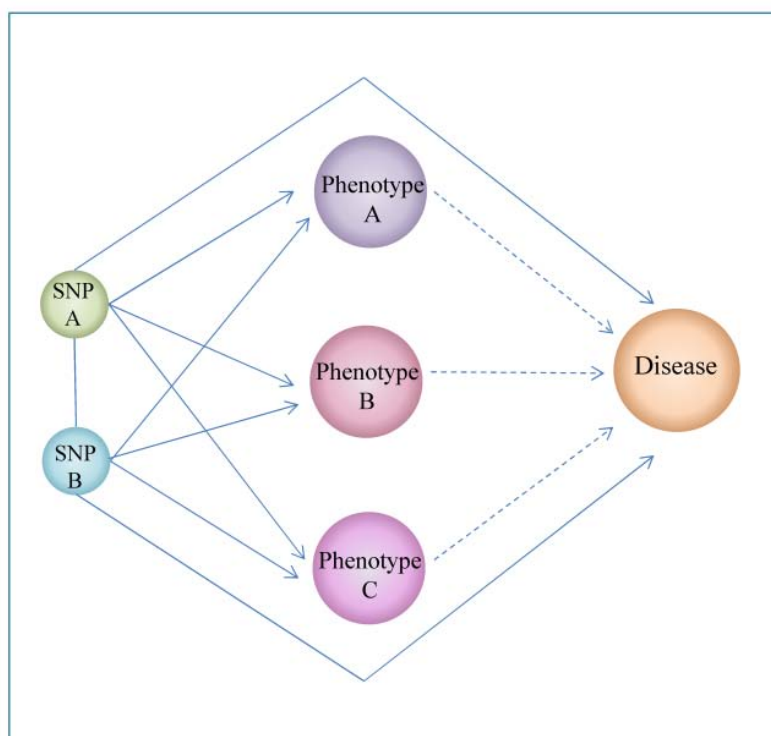 Phenotype
A
SNP
A
Phenotype
B
Disease
SNP
B
Phenotype
C